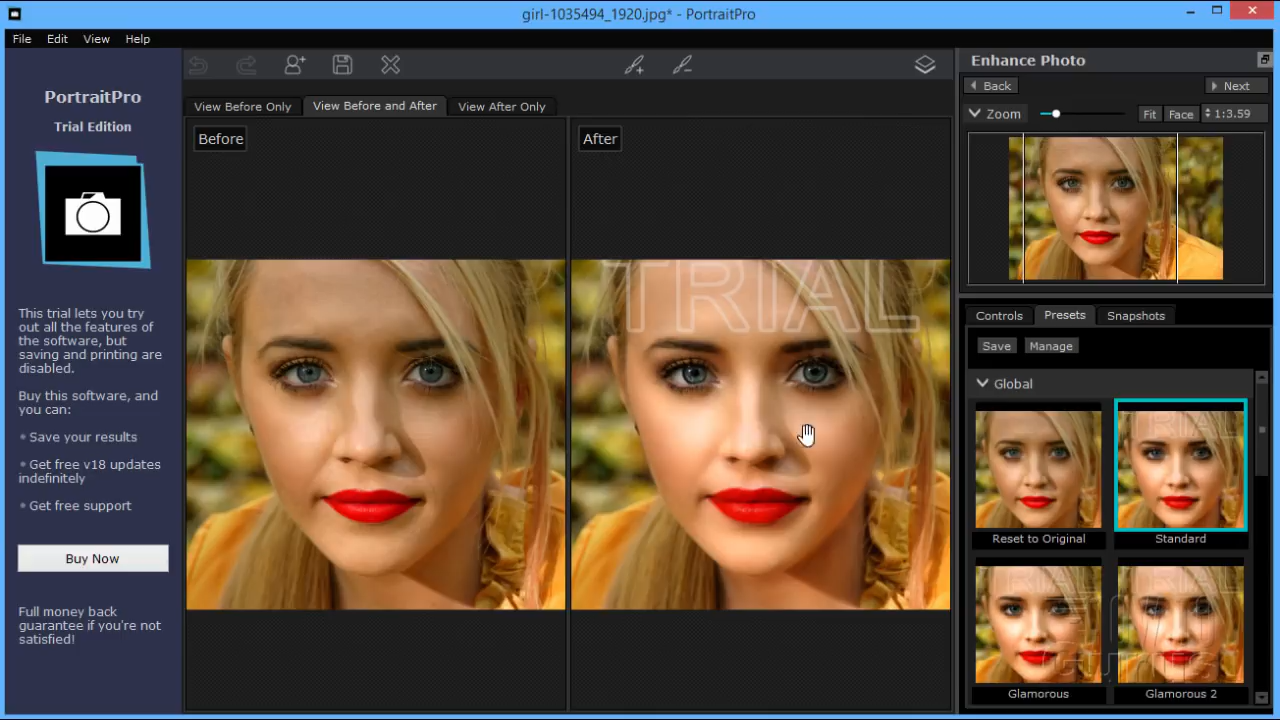 girl-1035494_1920.jpg* - PortraitPro
File Edit View Help
PortraitPro
Trial Edition
This trial lets you try
out all the features of
the software, but
saving and printing are
disabled.
Buy this software, and
you can:
Save your results
Get free v18 updates
indefinitely
Get free support
Buy Now
Full money back
guarantee if you're not
satisfied!
View Before Only View Before and After View After Only
Before
After
TRIAL
Enhance Photo
Back Next
Zoom Fit Face 1:3.59
Controls Presets Snapshots
Save Manage
Global
Reset to Original Standard
Glamorous Glamorous 2